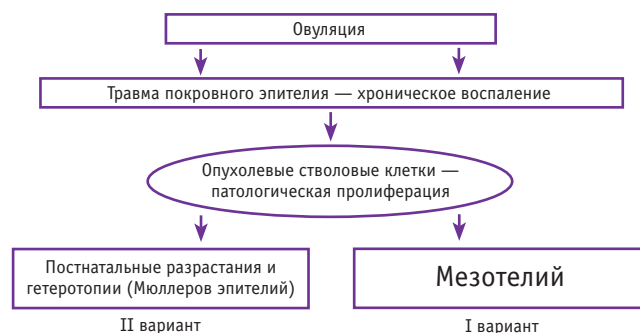 Овуляция
Травма покровного эпителия — хроническое воспаление
Опухолевые стволовые клетки —
патологическая пролиферация
Постнатальные разрастания и
гетеротопии (Мюллеров эпителий)
Мезотелий
II вариант
I вариант